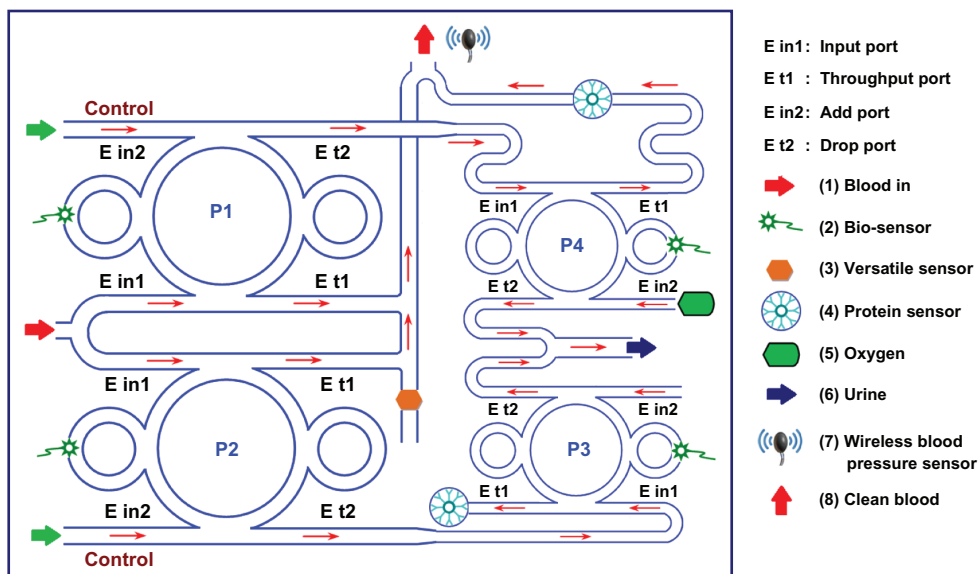 Control
E in2
E t2
P1
E in1
E t1
E in1
E t1
P2
E in2
E t2
Control
E in1
E t1
P4
E t2
E in2
E t2
E in2
P3
E t1
E in1
E in1: Input port
E t1 : Throughput port
E in2: Add port
E t2 : Drop port
(1) Blood in
(2) Bio-sensor
(3) Versatile sensor
(4) Protein sensor
(5) Oxygen
(6) Urine
(7) Wireless blood
pressure sensor
(8) Clean blood